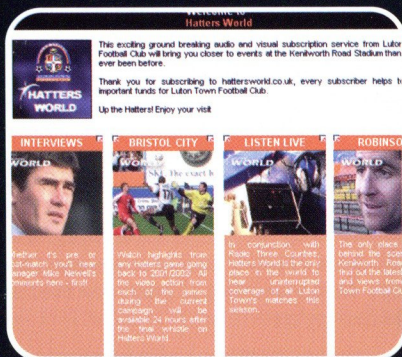 Welcome to
Hatters World
This exciting ground breaking audio and visual subscription service from Luton
Football Club will bring you closer to events at the Kenilworth Road Stadium than
ever been before.
Thank you for subscribing to hattersworld.co.uk, every subscriber helps
important funds for Luton Town Football Club.
Up the Hatters! Enjoy your visit
HATTERS
WORLD
INTERVIEWS
WORLD
Whether it's pre or
post-match you'll hear
manager Mike Newell's
comments here - first!
BRISTOL CITY
WORLD
The exact
Watch highlights from
any Hatters game going
back to 2001/2002. All
the video action from
each of the games
during the current
campaign will be
available 24 hours after
the final whistle on
Hatters World.
LISTEN LIVE
WORLD
In conjunction with
Radio Three Counties,
Hatters World is the only
place in the world to
hear uninterrupted
coverage of all Luton
Town's matches this
season.
ROBINSO
WORLD
The only place
behind the scen
Kenilworth Roa
find out the latest
and views from
Town Football Clu